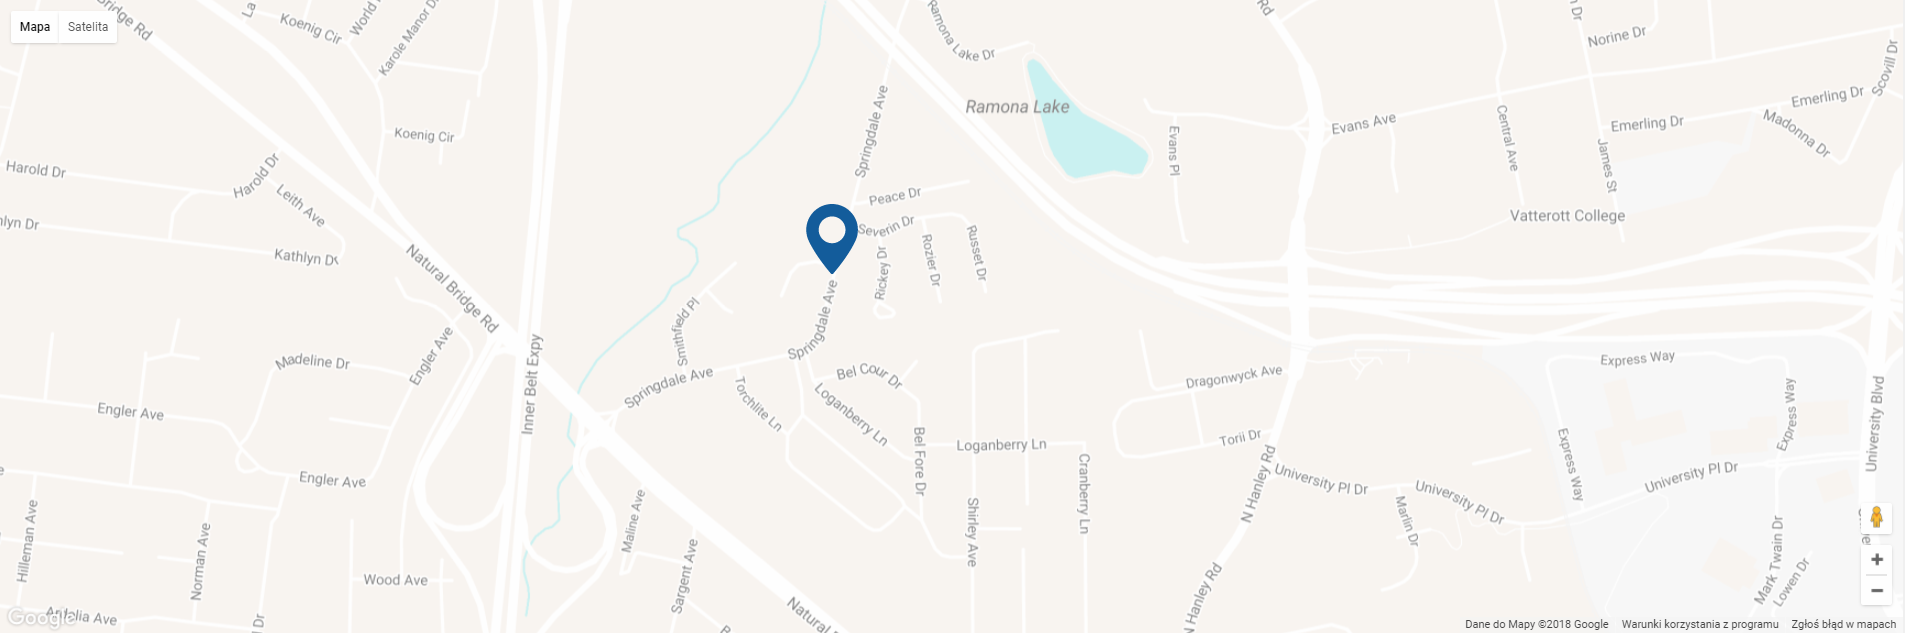 Mapa
Satelita
Koenig Cir
Karole Manor Dr
Ramona Lake Dr
Rd
Norine Dr
Scovill Dr
Springdale Ave
Ramona Lake
Evans Ave
Emerling Dr
Emerling Dr
Madonna Dr
Central Ave
James St
Evans Pl
Koenig Cir
Harold Dr
Harold Dr
Leith Ave
Peace Dr
Severin Dr
Vatterott College
Kathlyn Dr
Rickey Dr
Rozier Dr
Russet Dr
Natural Bridge Rd
Smithfield Pl
Springdale Ave
Engler Ave
Madeline Dr
Inner Belt Expy
Springdale Ave
Bel Cour Dr
Torchlite Ln
Loganberry Ln
Dragonwyck Ave
Express Way
Express Way
University Blvd
Engler Ave
Bel Fore Dr
Loganberry Ln
Cranberry Ln
Torii Dr
N Hanley Rd
University Pl Dr
University Pl Dr
University Pl Dr
Express Way
Engler Ave
Hilleman Ave
Norman Ave
Maline Ave
Sargent Ave
Shirley Ave
Marlin Dr
Mark Twain Dr
Lowen Dr
Wood Ave
N Hanley Rd
Natural
Google
Dane do Mapy ©2018 Google
Warunki korzystania z programu
Zgłoś błąd w mapach